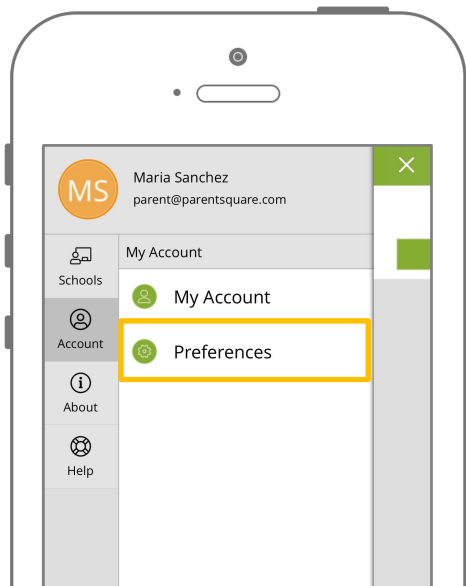 MS
Maria Sanchez
parent@parentsquare.com
Schools
Account
About
Help
My Account
My Account
Preferences